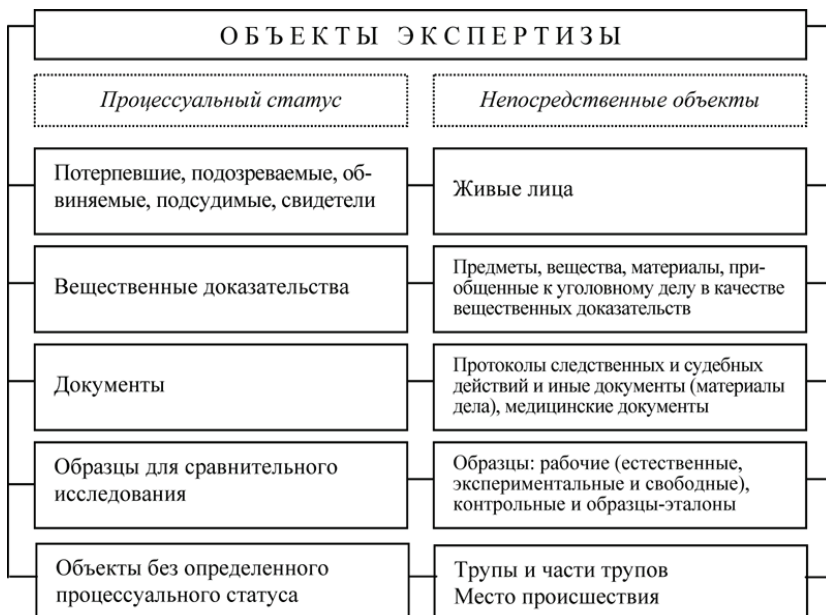 ОБЪЕКТЫ ЭКСПЕРТИЗЫ
Процессуальный статус
Непосредственные объекты
Потерпевшие, подозреваемые, об-
виняемые, подсудимые, свидетели
Живые лица
Вещественные доказательства
Предметы, вещества, материалы, при-
общенные к уголовному делу в качестве
вещественных доказательств
Документы
Протоколы следственных и судебных
действий и иные документы (материалы
дела), медицинские документы
Образцы для сравнительного
исследования
Образцы: рабочие (естественные,
экспериментальные и свободные),
контрольные и образцы-эталоны
Объекты без определенного
процессуального статуса
Трупы и части трупов
Место происшествия